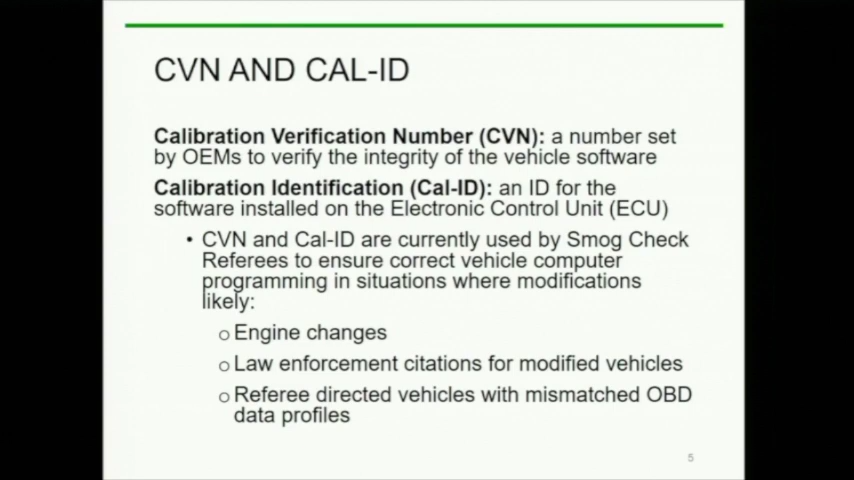 CVN AND CAL-ID
Calibration Verification Number (CVN): a number set
by OEMs to verify the integrity of the vehicle software
Calibration Identification (Cal-ID): an ID for the
software installed on the Electronic Control Unit (ECU)
• CVN and Cal-ID are currently used by Smog Check
Referees to ensure correct vehicle computer
programming in situations where modifications
likely:
o Engine changes
o Law enforcement citations for modified vehicles
o Referee directed vehicles with mismatched OBD
data profiles
5